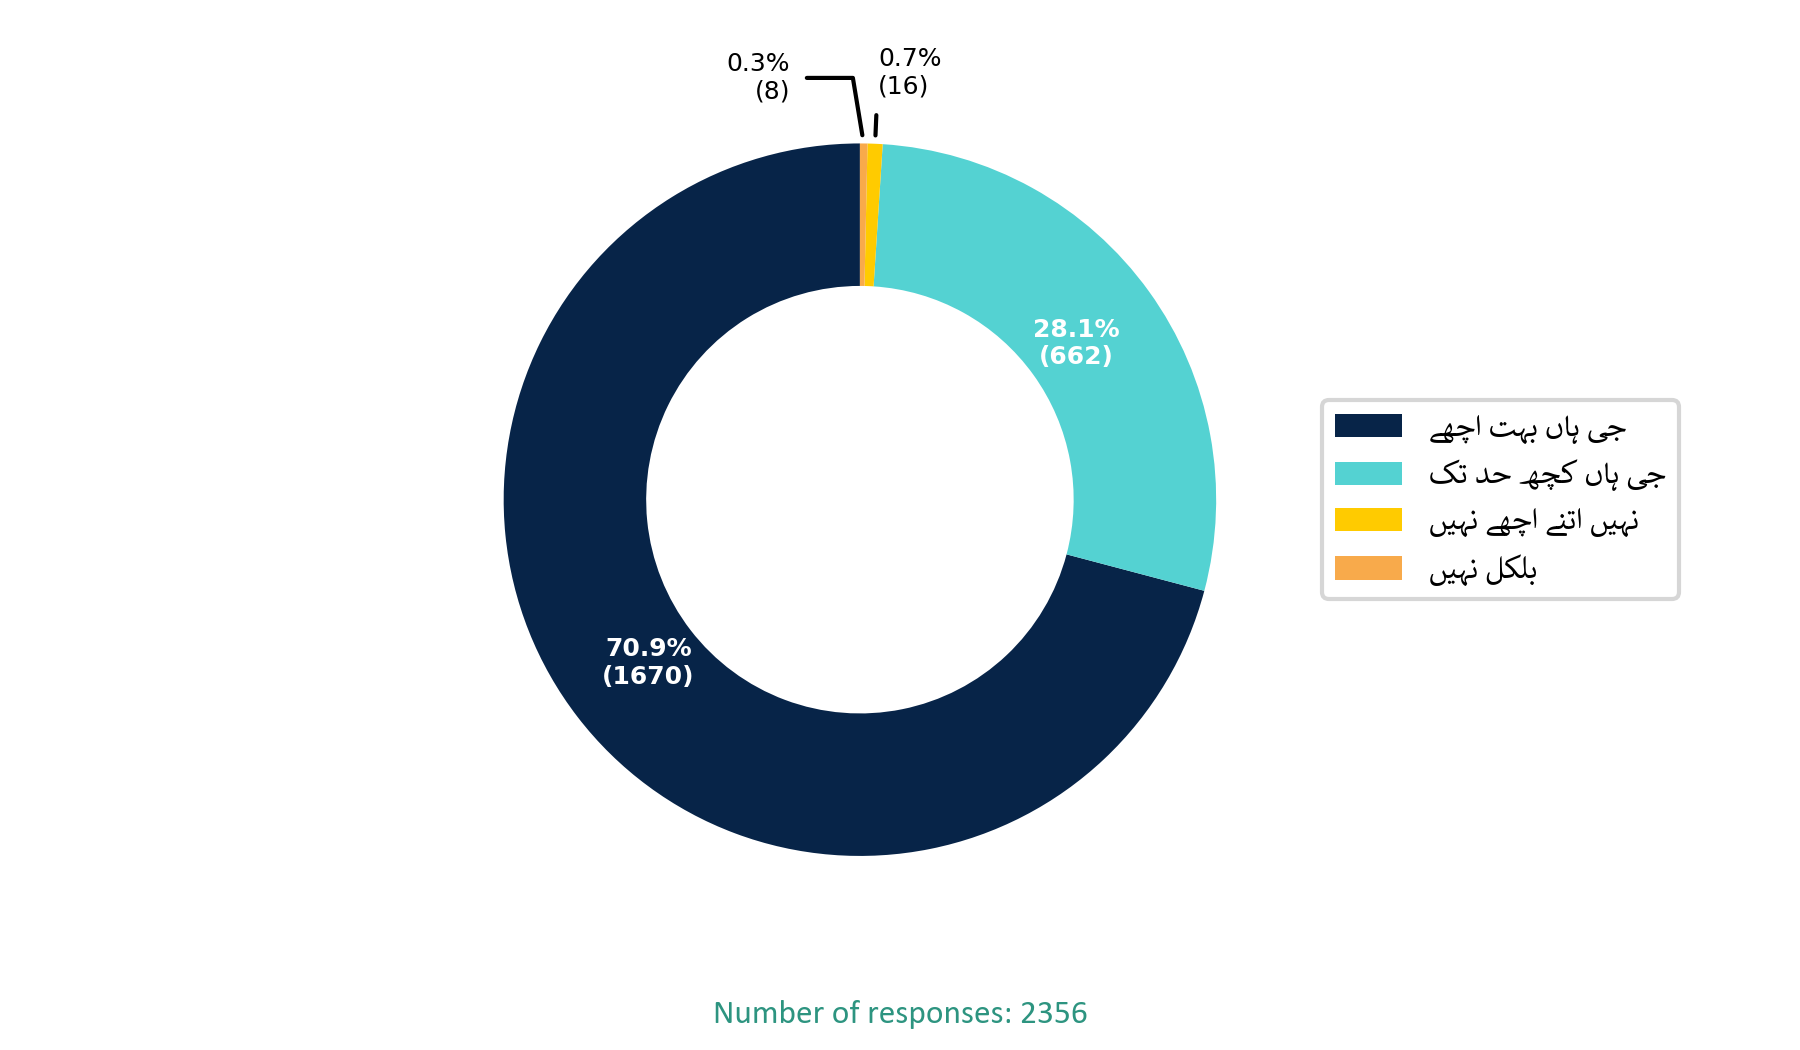 0.3%
(8)
0.7%
(16)
28.1%
(662)
70.9%
(1670)
جی ہاں بہت اچھے
جی ہاں کچھ حد تک
نہیں اتنے اچھے نہیں
بلکل نہیں
Number of responses: 2356